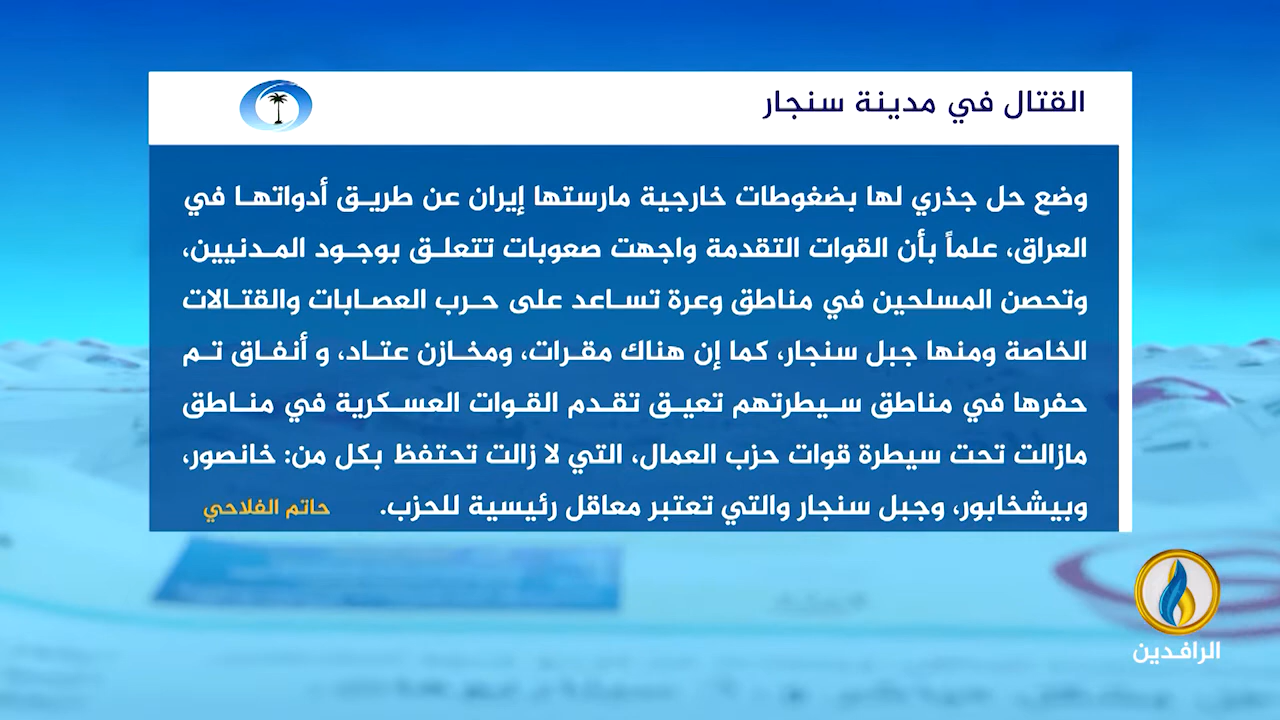 القتال في مدينة سنجار
وضع حل جذري لها بضغوطات خارجية مارستها إيران عن طريق أدواتها في
العراق، علماً بأن القوات التقدمة واجهت صعوبات تتعلق بوجود المدنيين،
وتحصن المسلحين في مناطق وعرة تساعد على حرب العصابات والقتالات
الخاصة ومنها جبل سنجار، كما إن هناك مقرات، ومخازن عتاد، و أنفاق تم
حفرها في مناطق سيطرتهم تعيق تقدم القوات العسكرية في مناطق
مازالت تحت سيطرة قوات حزب العمال، التي لا زالت تحتفظ بكل من: خانصور،
وبيشخابور، وجبل سنجار والتي تعتبر معاقل رئيسية للحزب.
حاتم الفلاحي
الرافدين